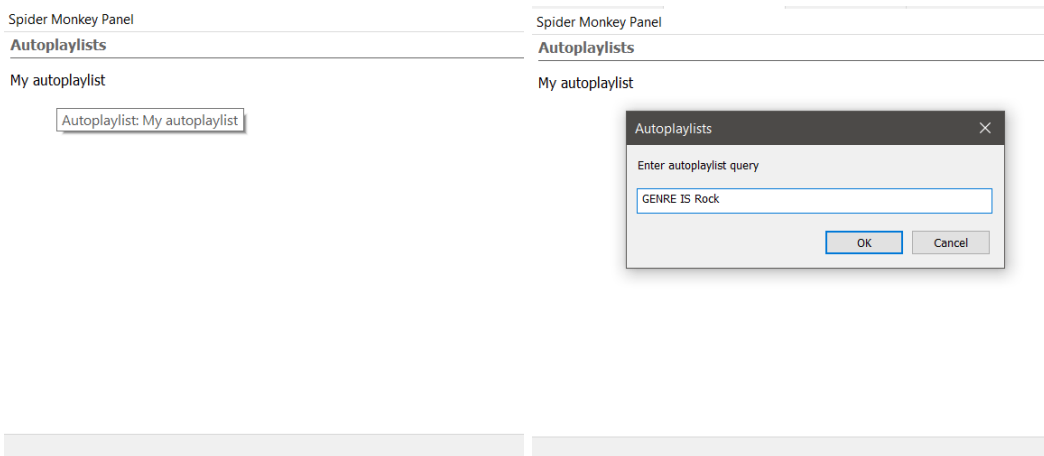 Spider Monkey Panel
Autoplaylists
My autoplaylist
Autoplaylist: My autoplaylist
Spider Monkey Panel
Autoplaylists
My autoplaylist
Autoplaylists
Enter autoplaylist query
GENRE IS Rock
OK Cancel